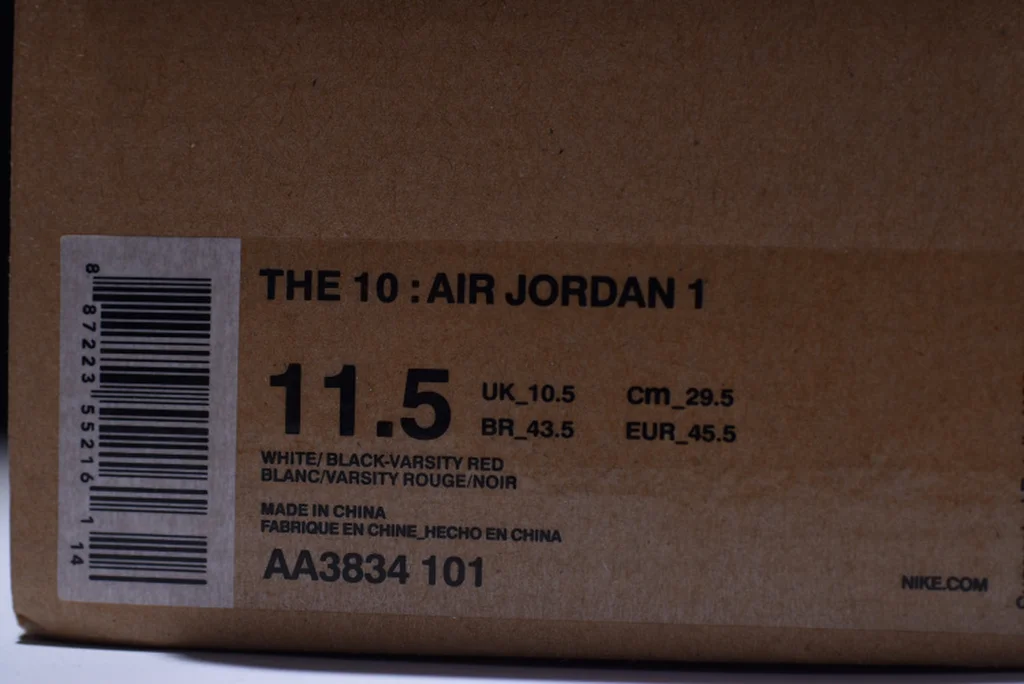 8 87223 55216 1 14
THE 10 : AIR JORDAN 1
11.5 UK_10.5 cm_29.5
BR_43.5 EUR_45.5
WHITE/ BLACK-VARSITY RED
BLANC/VARSITY ROUGE/NOIR
MADE IN CHINA
FABRIQUE EN CHINE_HECHO EN CHINA
AA3834 101
NIKE.COM